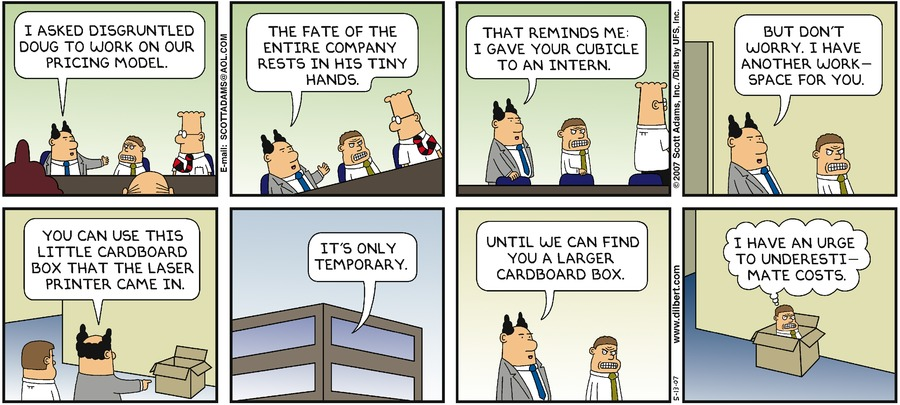 I ASKED DISGRUNTLED
DOUG TO WORK ON OUR
PRICING MODEL.
E-mail: SCOTTADAMS@AOL.COM
THE FATE OF THE
ENTIRE COMPANY
RESTS IN HIS TINY
HANDS.
THAT REMINDS ME:
I GAVE YOUR CUBICLE
TO AN INTERN.
© 2007 Scott Adams, Inc./Dist. by UFS, Inc.
BUT DON'T
WORRY. I HAVE
ANOTHER WORK–
SPACE FOR YOU.
YOU CAN USE THIS
LITTLE CARDBOARD
BOX THAT THE LASER
PRINTER CAME IN.
IT'S ONLY
TEMPORARY.
UNTIL WE CAN FIND
YOU A LARGER
CARDBOARD BOX.
www.dilbert.com
5-13-07
I HAVE AN URGE
TO UNDERESTI–
MATE COSTS.